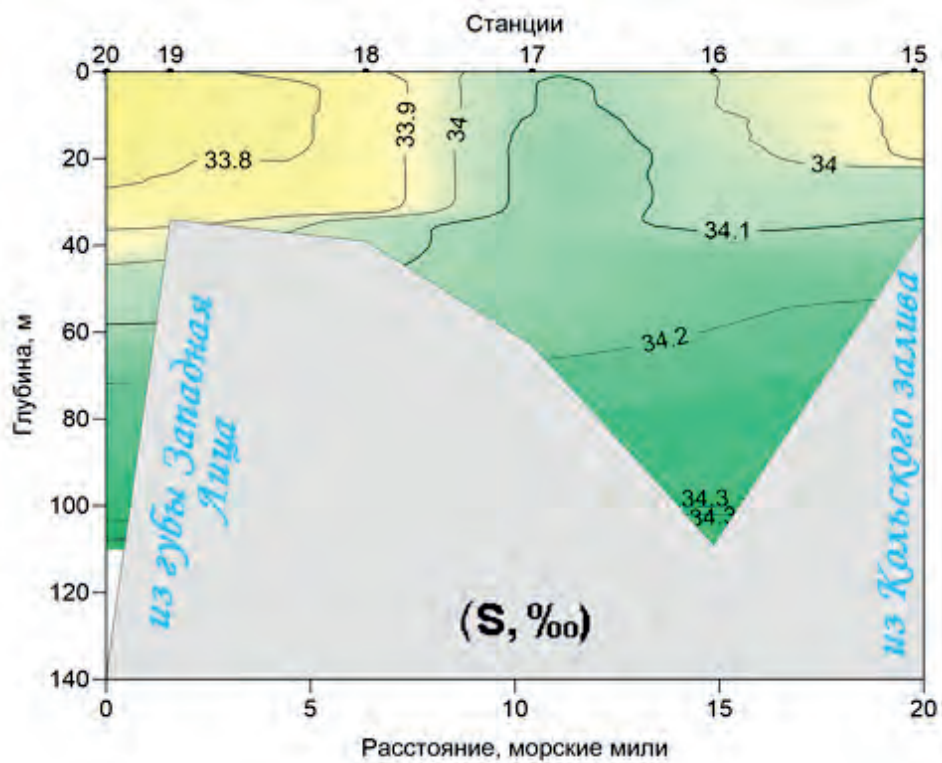 Станции
20 19 18 17 16 15
0
20
40
60
80
100
120
140
Глубина, м
33.8
33.9
34
34
34.1
34.2
34.3
34.3
из губы Западная
Лица
из Кольского залива
(S, ‰)
0 5 10 15 20
Расстояние, морские мили